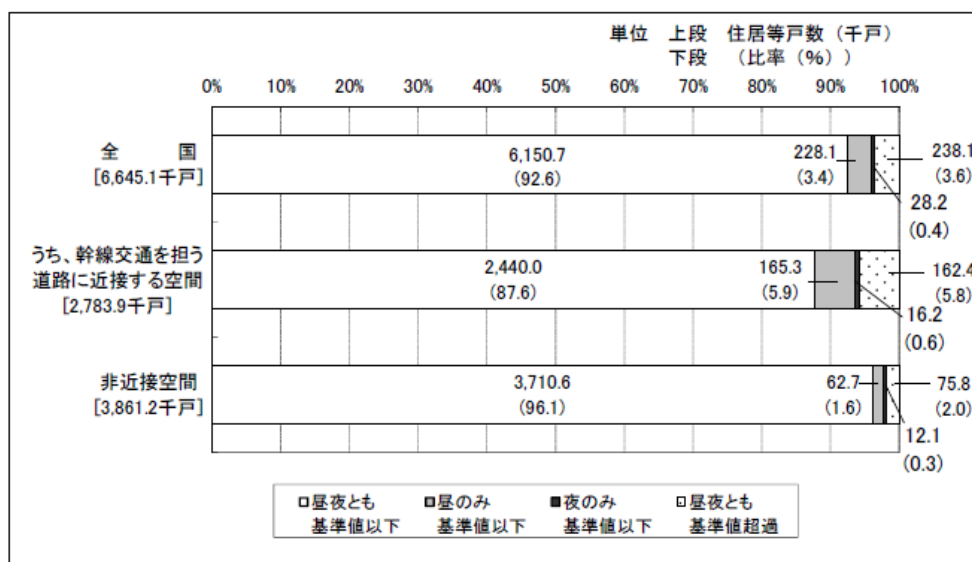 単位 上段 住居等戸数（千戸）
下段 （比率（％））
0% 10% 20% 30% 40% 50% 60% 70% 80% 90% 100%
全 国
[6,645.1千戸]
6,150.7
(92.6)
228.1
(3.4)
28.2
(0.4)
238.1
(3.6)
うち、幹線交通を担う
道路に近接する空間
[2,783.9千戸]
2,440.0
(87.6)
165.3
(5.9)
16.2
(0.6)
162.4
(5.8)
非近接空間
[3,861.2千戸]
3,710.6
(96.1)
62.7
(1.6)
12.1
(0.3)
75.8
(2.0)
昼夜とも
基準値以下
昼のみ
基準値以下
夜のみ
基準値以下
昼夜とも
基準値超過